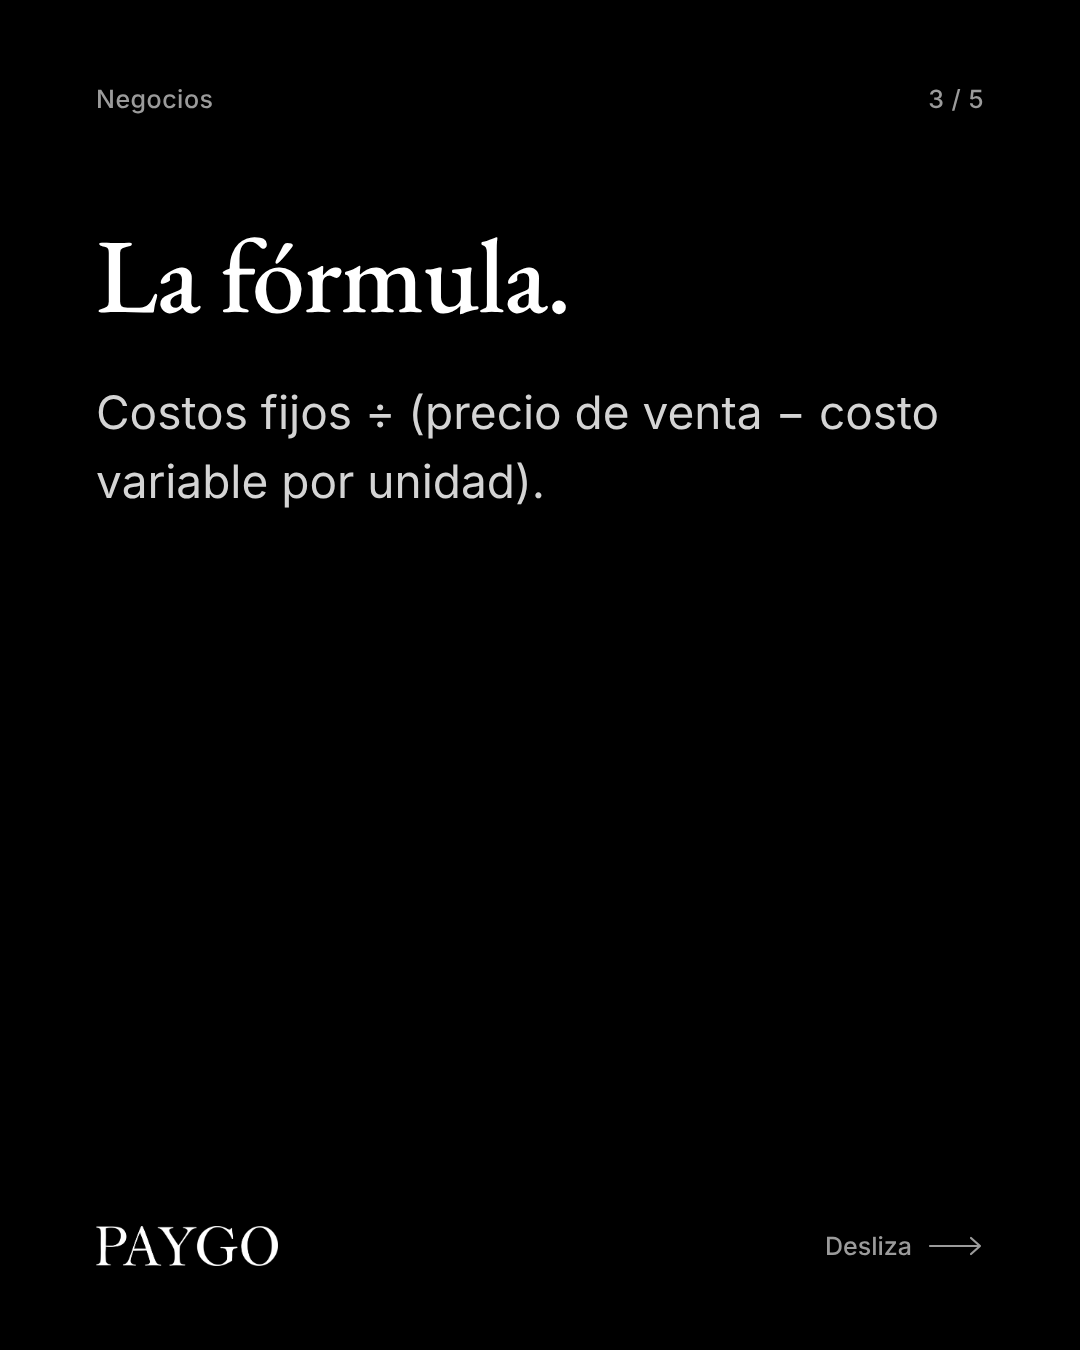 Negocios
3 / 5
La fórmula.
Costos fijos ÷ (precio de venta – costo
variable por unidad).
PAYGO
Desliza →